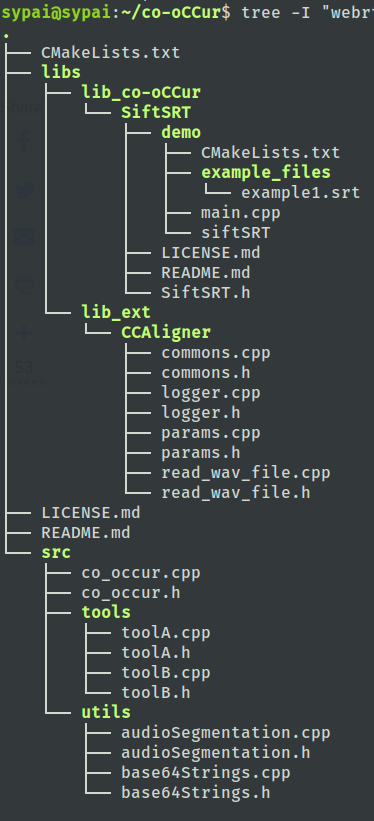 sypai@sypai:~/co-oCCur$ tree -I "webrt
.
├── CMakeLists.txt
├── libs
│   ├── lib_co-oCCur
│   │   └── SiftSRT
│   │       ├── demo
│   │       │   ├── CMakeLists.txt
│   │       │   ├── example_files
│   │       │   │   └── example1.srt
│   │       │   ├── main.cpp
│   │       │   └── siftSRT
│   │       ├── LICENSE.md
│   │       ├── README.md
│   │       └── SiftSRT.h
│   └── lib_ext
│       └── CCAligner
│           ├── commons.cpp
│           ├── commons.h
│           ├── logger.cpp
│           ├── logger.h
│           ├── params.cpp
│           ├── params.h
│           ├── read_wav_file.cpp
│           └── read_wav_file.h
├── LICENSE.md
├── README.md
└── src
    ├── co_occur.cpp
    ├── co_occur.h
    ├── tools
    │   ├── toolA.cpp
    │   ├── toolA.h
    │   ├── toolB.cpp
    │   └── toolB.h
    └── utils
        ├── audioSegmentation.cpp
        ├── audioSegmentation.h
        ├── base64Strings.cpp
        └── base64Strings.h